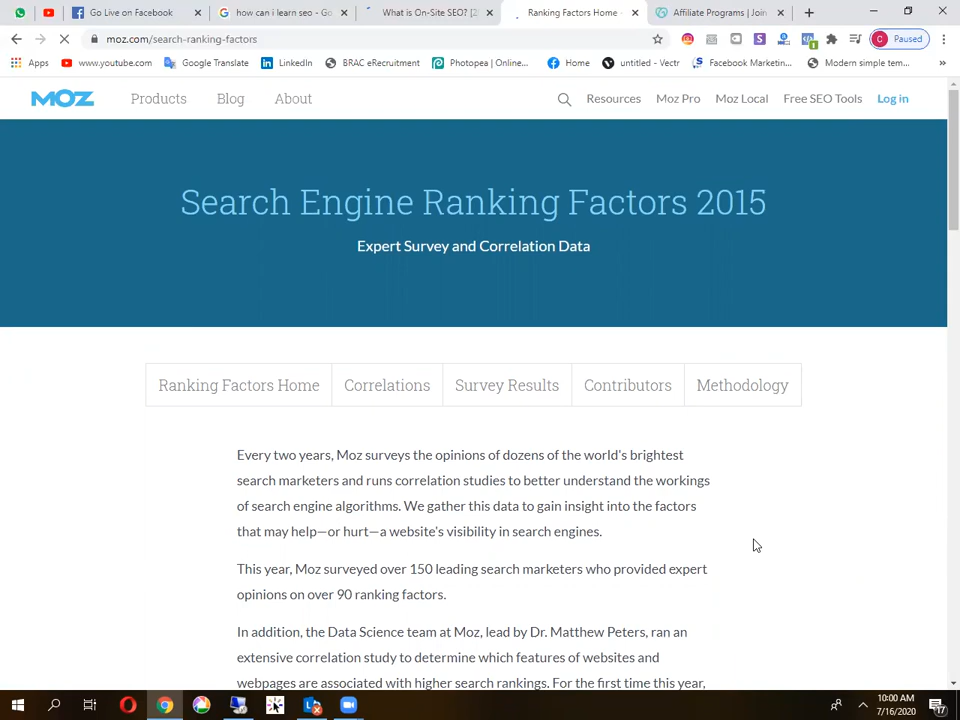 Go Live on Facebook
how can i learn seo - Go
What is On-Site SEO? [2
Ranking Factors Home -
Affiliate Programs | Join
moz.com/search-ranking-factors
C Paused
Apps
www.youtube.com
Google Translate
LinkedIn
BRAC eRecruitment
Photopea | Online...
Home
untitled - Vectr
Facebook Marketin...
Modern simple tem...
MOZ
Products
Blog
About
Resources
Moz Pro
Moz Local
Free SEO Tools
Log in
Search Engine Ranking Factors 2015
Expert Survey and Correlation Data
Ranking Factors Home
Correlations
Survey Results
Contributors
Methodology
Every two years, Moz surveys the opinions of dozens of the world's brightest
search marketers and runs correlation studies to better understand the workings
of search engine algorithms. We gather this data to gain insight into the factors
that may help—or hurt—a website's visibility in search engines.
This year, Moz surveyed over 150 leading search marketers who provided expert
opinions on over 90 ranking factors.
In addition, the Data Science team at Moz, lead by Dr. Matthew Peters, ran an
extensive correlation study to determine which features of websites and
webpages are associated with higher search rankings. For the first time this year,
10:00 AM
7/16/2020
17